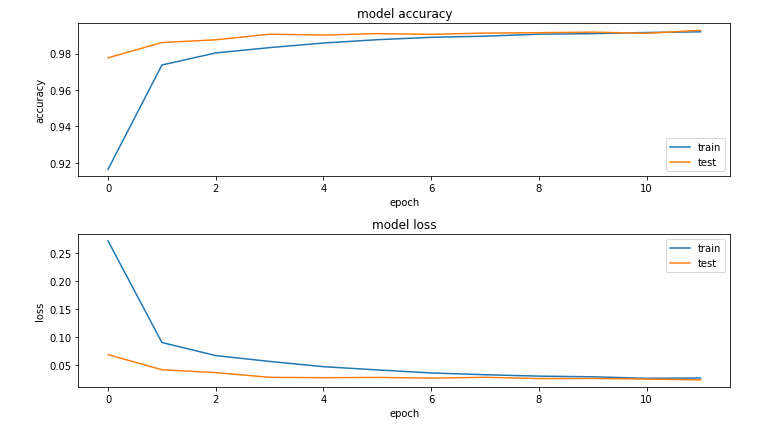 model accuracy
0.98
0.96
0.94
0.92
accuracy
train
test
0 2 4 6 8 10
epoch
model loss
0.25
0.20
0.15
0.10
0.05
loss
train
test
0 2 4 6 8 10
epoch